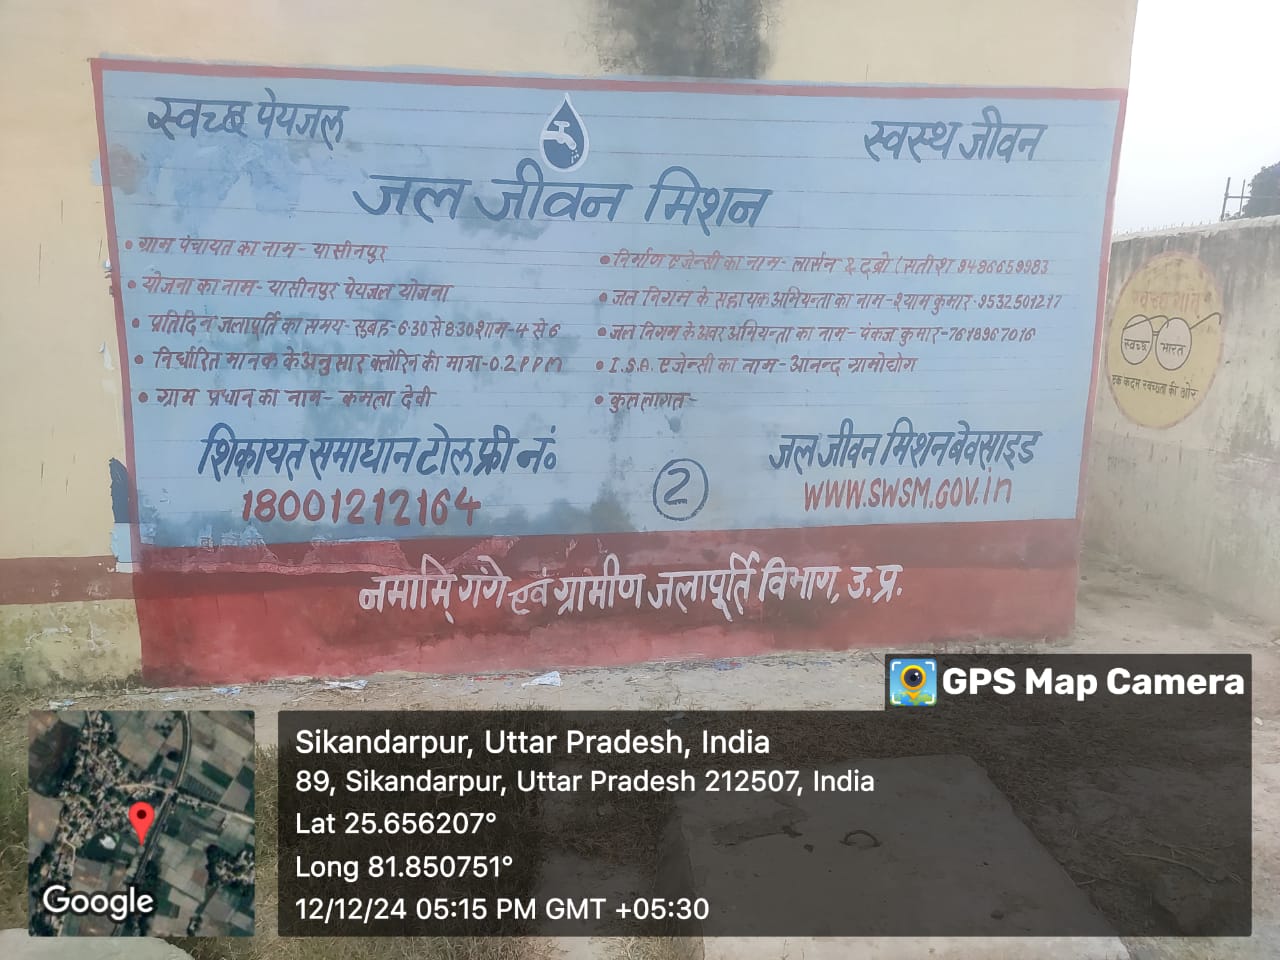 स्वच्छ पेयजल
स्वस्थ जीवन
जल जीवन मिशन
• ग्राम पंचायत का नाम- यासीनपुर
• योजना का नाम- यासीनपुर पेयजल योजना
• प्रतिदिन जलापूर्ति का समय- सुबह-6:30 से 8:30 शाम-4 से 6
• निर्धारित मानक के अनुसार क्लोरिन की मात्रा-0.2 PPM
• ग्राम प्रधान का नाम- कमला देवी
• निर्माण एजेन्सी का नाम- लार्सन & टूब्रो (सतीश 9486659983
• जल निगम के सहायक अभियन्ता का नाम-श्याम कुमार-9532501217
• जल निगम के अवर अभियन्ता का नाम- पंकज कुमार-7618967016
• I.S.A. एजेन्सी का नाम-आनन्द ग्रामोद्योग
• कुल लागत-
शिकायत समाधान टोल फ्री नं॰
18001212164
2
जल जीवन मिशन वेवसाइड
WWW.SWSM.GOV.in
नमामि गंगे एवं ग्रामीण जलापूर्ति विभाग, उ.प्र.
स्वच्छ भारत
एक कदम स्वच्छता की ओर
GPS Map Camera
Sikandarpur, Uttar Pradesh, India
89, Sikandarpur, Uttar Pradesh 212507, India
Lat 25.656207°
Long 81.850751°
12/12/24 05:15 PM GMT +05:30
Google